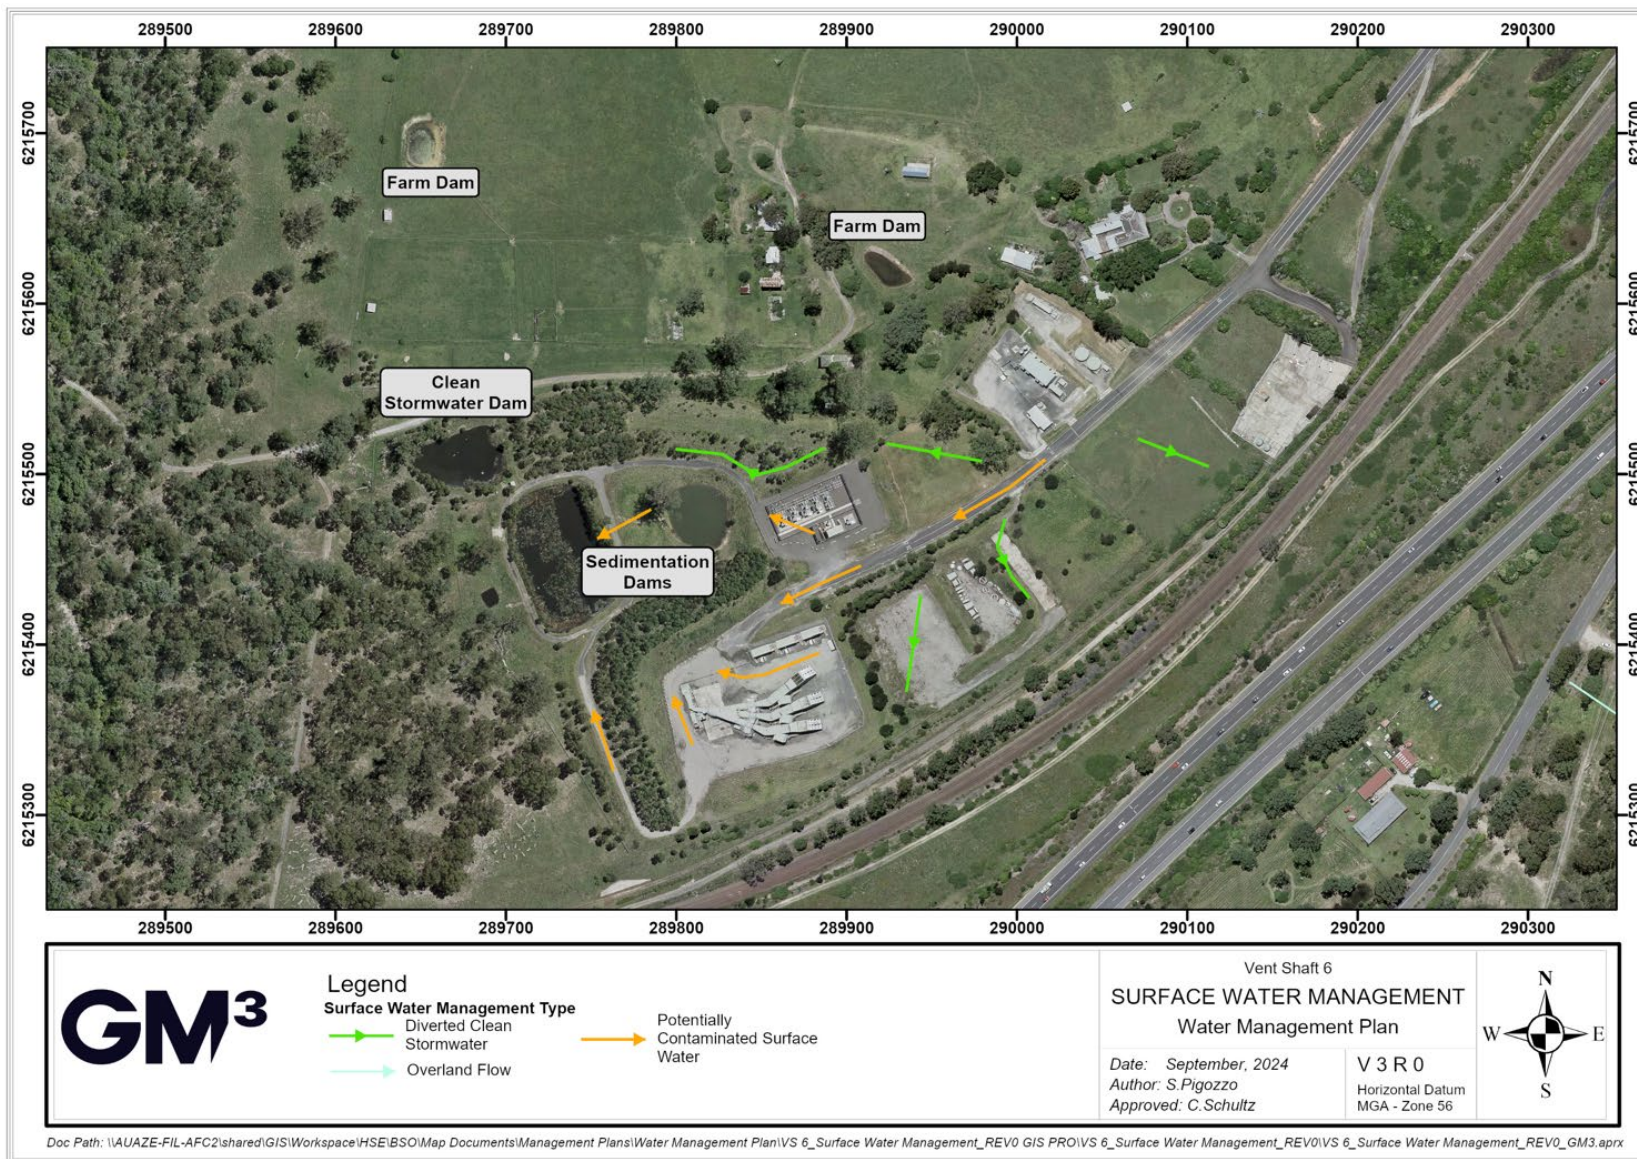 289500 289600 289700 289800 289900 290000 290100 290200 290300
6215700
6215700
Farm Dam
Farm Dam
6215600
6215600
Clean
Stormwater Dam
6215500
6215500
Sedimentation
Dams
6215400
6215400
6215300
6215300
289500 289600 289700 289800 289900 290000 290100 290200 290300
GM³
Legend
Surface Water Management Type
Diverted Clean
Stormwater
Overland Flow
Potentially
Contaminated Surface
Water
Vent Shaft 6
SURFACE WATER MANAGEMENT
Water Management Plan
Date: September, 2024
Author: S.Pigozzo
Approved: C.Schultz
V 3 R 0
Horizontal Datum
MGA - Zone 56
N
W E
S
Doc Path: \\AUAZE-FIL-AFC2\shared\GIS\Workspace\HSE\BSO\Map Documents\Management Plans\Water Management Plan\VS 6_Surface Water Management_REV0 GIS PRO\VS 6_Surface Water Management_REV0\VS 6_Surface Water Management_REV0_GM3.aprx